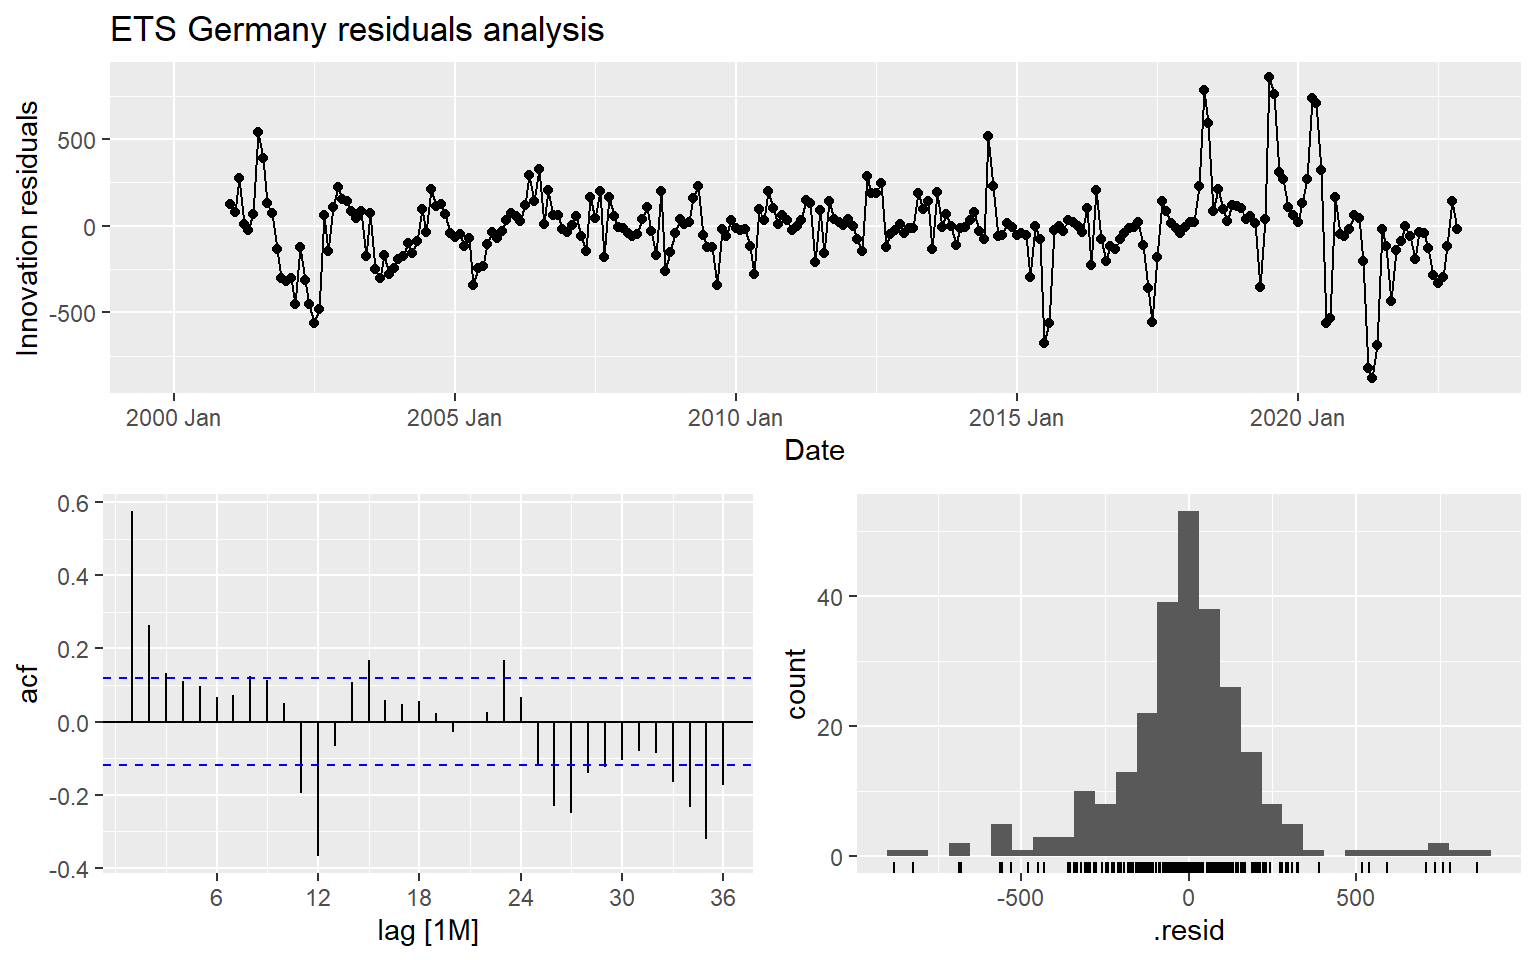 ETS Germany residuals analysis
Innovation residuals
500
0
-500
2000 Jan 2005 Jan 2010 Jan 2015 Jan 2020 Jan
Date
acf
0.6
0.4
0.2
0.0
-0.2
-0.4
6 12 18 24 30 36
lag [1M]
count
40
20
0
-500 0 500
.resid